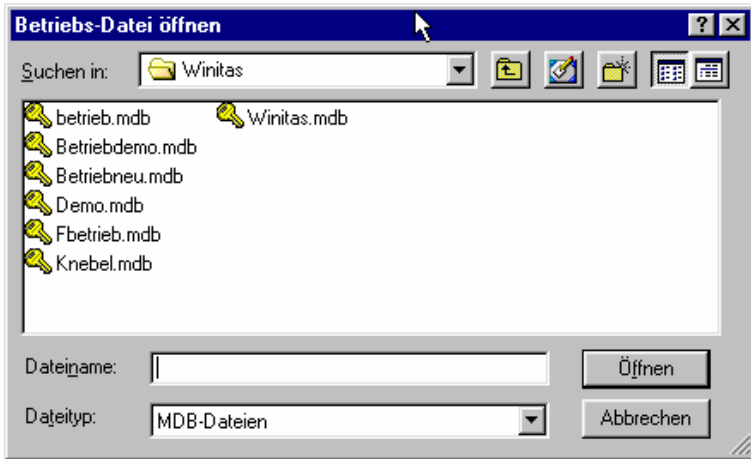 Betriebs-Datei öffnen
Suchen in: Winitas
betrieb.mdb Winitas.mdb
Betriebdemo.mdb
Betriebneu.mdb
Demo.mdb
Fbetrieb.mdb
Knebel.mdb
Dateiname: Öffnen
Dateityp: MDB-Dateien Abbrechen